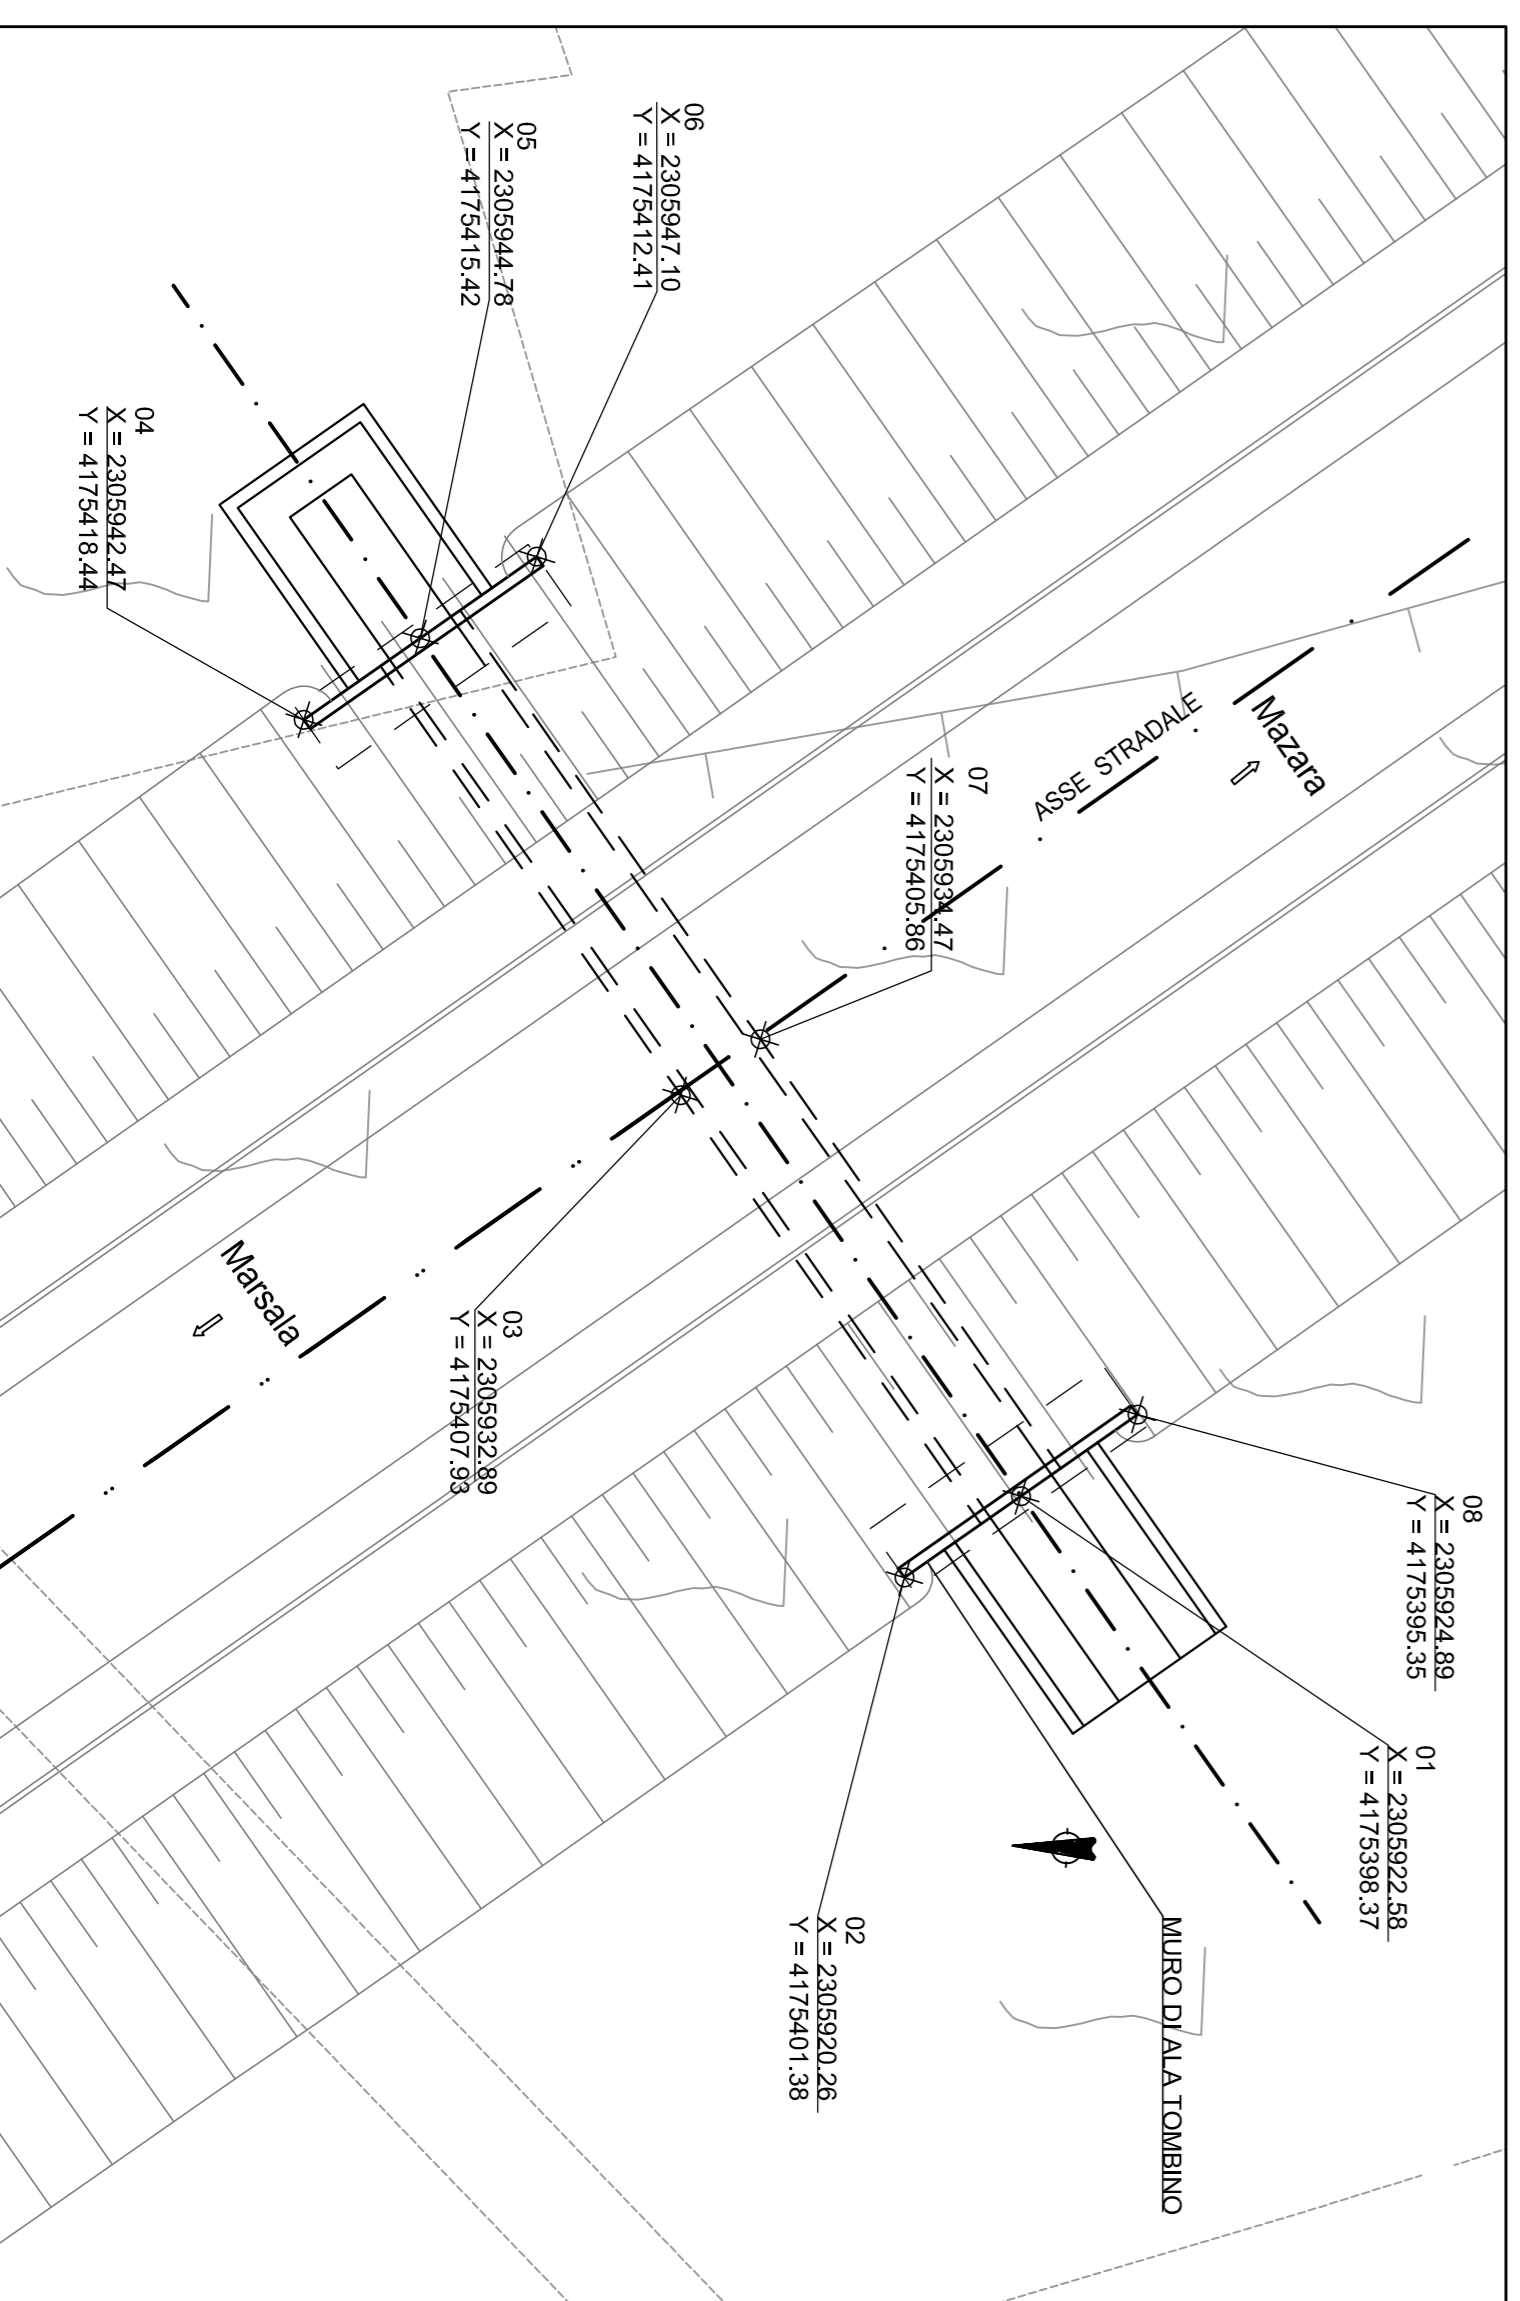 06
X = 2305947.10
Y = 4175412.41
05
X = 2305944.78
Y = 4175415.42
04
X = 2305942.47
Y = 4175418.44
Mazara
ASSE STRADALE
07
X = 2305934.47
Y = 4175405.86
Marsala
03
X = 2305932.89
Y = 4175407.93
08
X = 2305924.89
Y = 4175395.35
01
X = 2305922.58
Y = 4175398.37
02
X = 2305920.26
Y = 4175401.38
MURO DI ALA TOMBINO